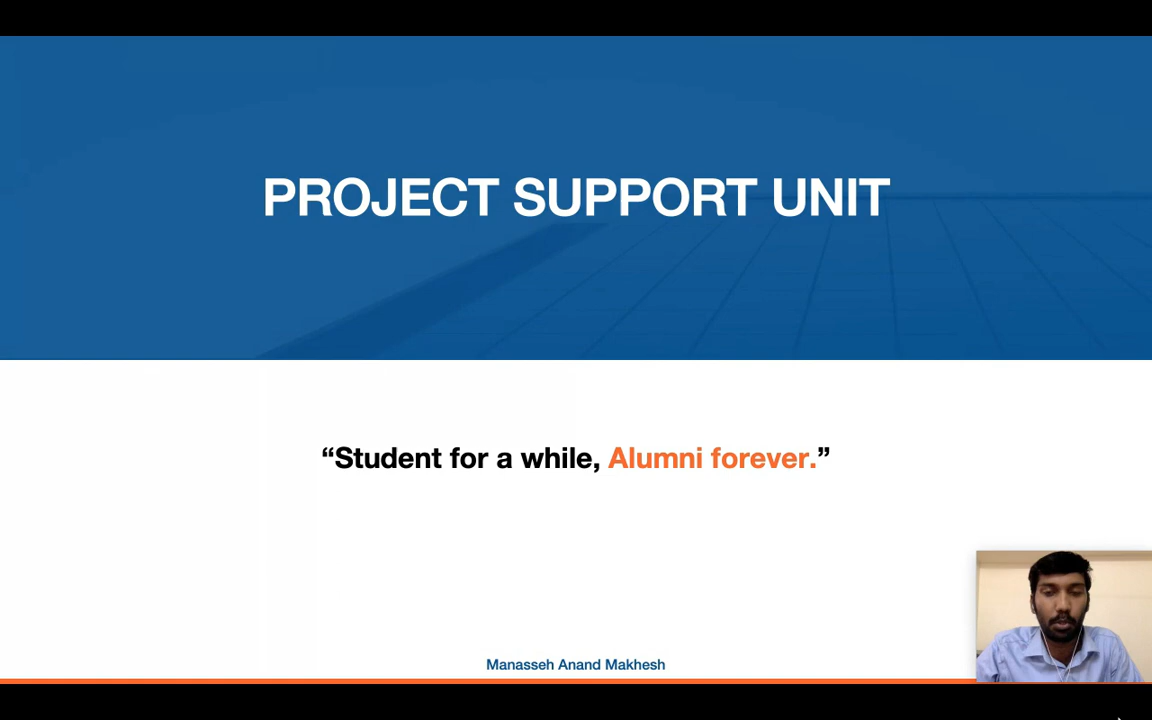 PROJECT SUPPORT UNIT
“Student for a while, Alumni forever.”
Manasseh Anand Makhesh